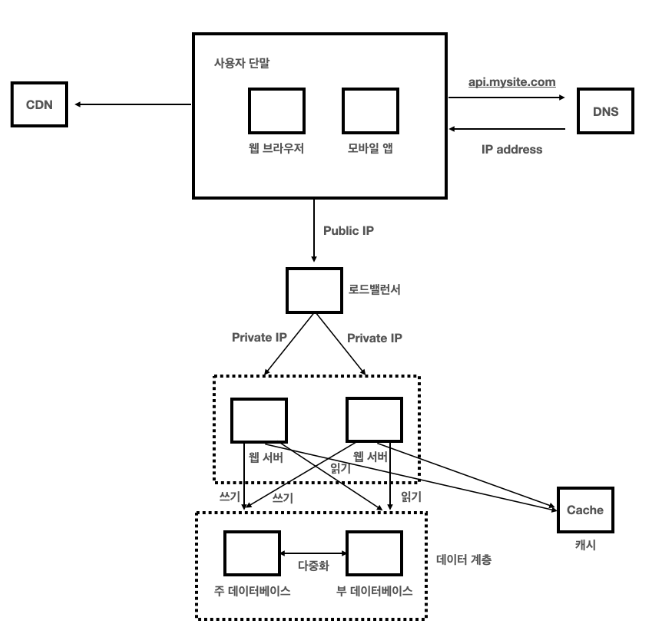 사용자 단말
api.mysite.com
CDN
DNS
웹 브라우저
모바일 앱
IP address
Public IP
로드밸런서
Private IP
Private IP
웹 서버
웹 서버
읽기
쓰기
쓰기
읽기
Cache
캐시
데이터 계층
다중화
주 데이터베이스
부 데이터베이스